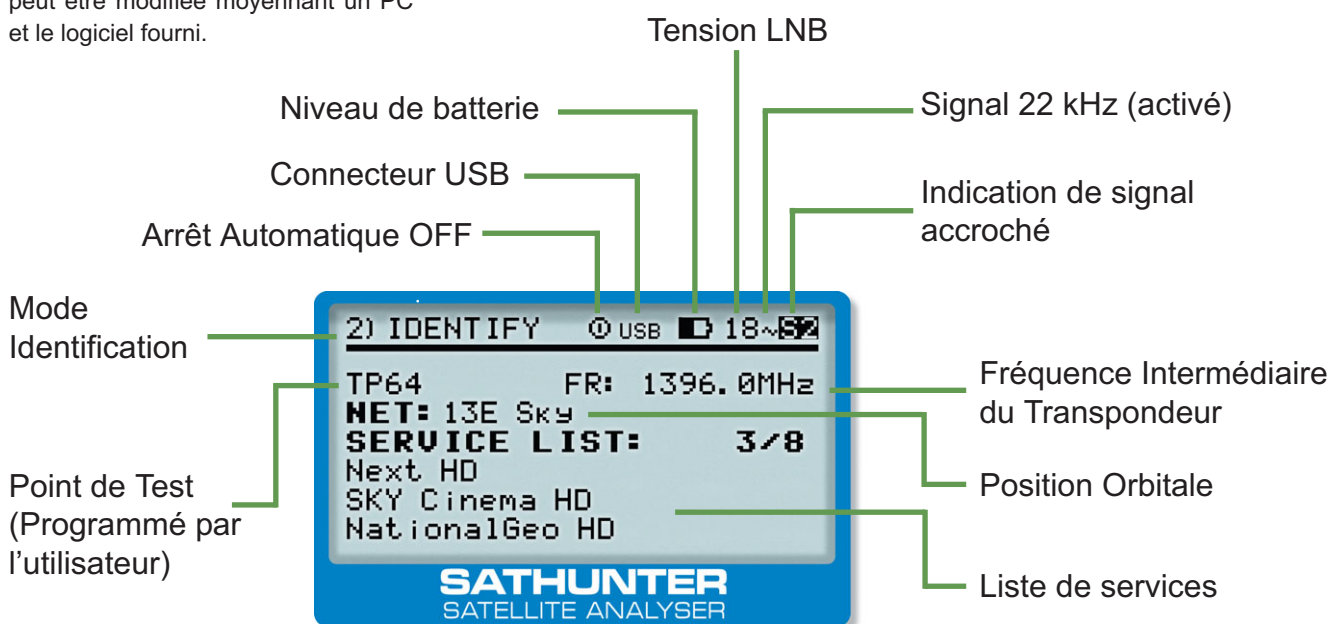 peut être modifiée moyennant un PC
et le logiciel fourni.
Tension LNB
Niveau de batterie
Signal 22 kHz (activé)
Connecteur USB
Indication de signal
accroché
Arrêt Automatique OFF
Mode
Identification
2) IDENTIFY USB 18~S2
TP64 FR: 1396.0MHz
NET: 13E Sky
SERVICE LIST: 3/8
Next HD
SKY Cinema HD
NationalGeo HD
Fréquence Intermédiaire
du Transpondeur
Position Orbitale
Point de Test
(Programmé par
l’utilisateur)
Liste de services
SATHUNTER
SATELLITE ANALYSER